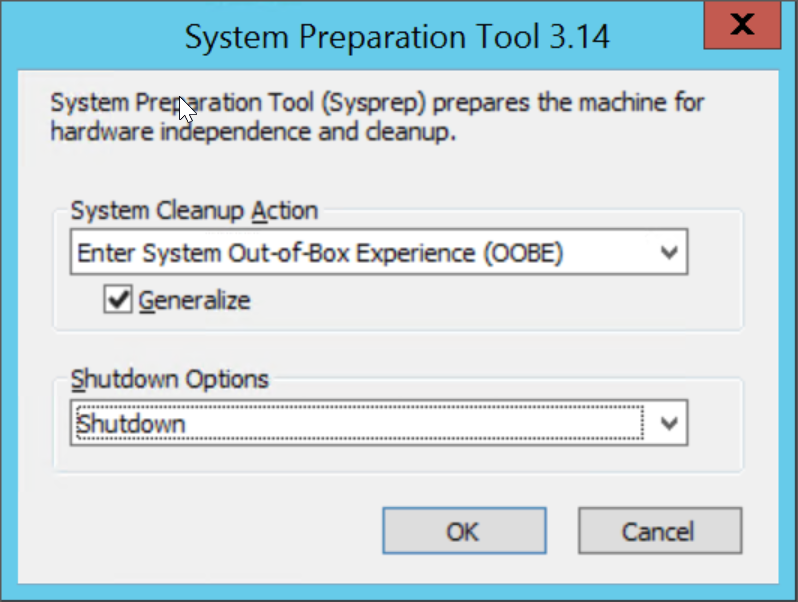 System Preparation Tool 3.14
X
System Preparation Tool (Sysprep) prepares the machine for
hardware independence and cleanup.
System Cleanup Action
Enter System Out-of-Box Experience (OOBE)
Generalize
Shutdown Options
Shutdown
OK Cancel